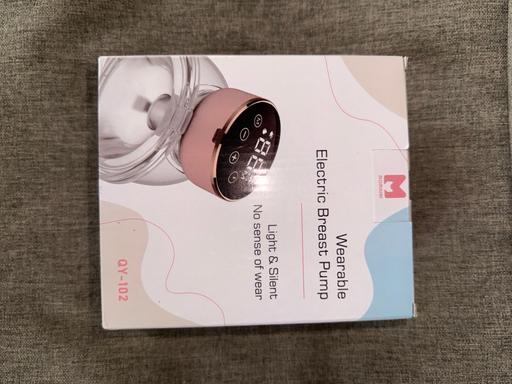 Wearable
Electric Breast Pump
Light & Silent
No sense of wear
QY-102